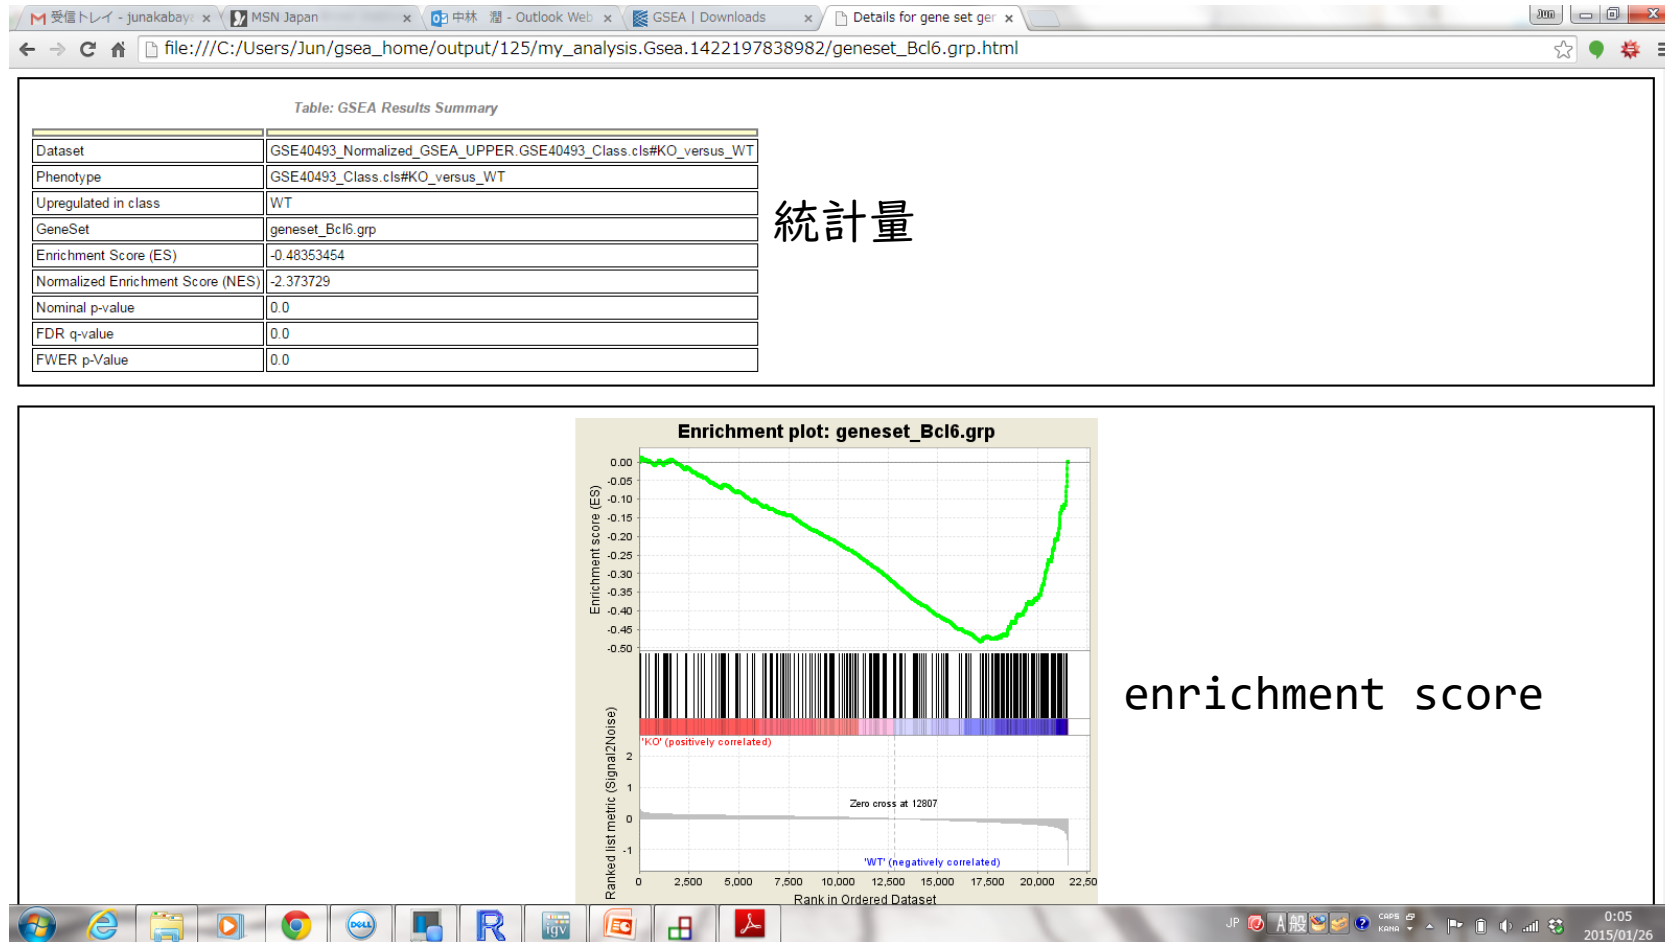 受信トレイ - junakabaya
MSN Japan
中林 潤 - Outlook Web
GSEA | Downloads
Details for gene set ger
Jun
file:///C:/Users/Jun/gsea_home/output/125/my_analysis.Gsea.1422197838982/geneset_Bcl6.grp.html
Table: GSEA Results Summary
Dataset GSE40493_Normalized_GSEA_UPPER.GSE40493_Class.cls#KO_versus_WT
Phenotype GSE40493_Class.cls#KO_versus_WT
Upregulated in class WT
GeneSet geneset_Bcl6.grp
Enrichment Score (ES) -0.48353454
Normalized Enrichment Score (NES) -2.373729
Nominal p-value 0.0
FDR q-value 0.0
FWER p-Value 0.0
統計量
Enrichment plot: geneset_Bcl6.grp
Enrichment score (ES)
0.00
-0.05
-0.10
-0.15
-0.20
-0.25
-0.30
-0.35
-0.40
-0.45
-0.50
enrichment score
'KO' (positively correlated)
Ranked list metric (Signal2Noise)
2
1
0
-1
Zero cross at 12807
'WT' (negatively correlated)
0 2,500 5,000 7,500 10,000 12,500 15,000 17,500 20,000 22,50
Rank in Ordered Dataset
DELL
R
igv
JP A 般 CAPS KANA
0:05
2015/01/26